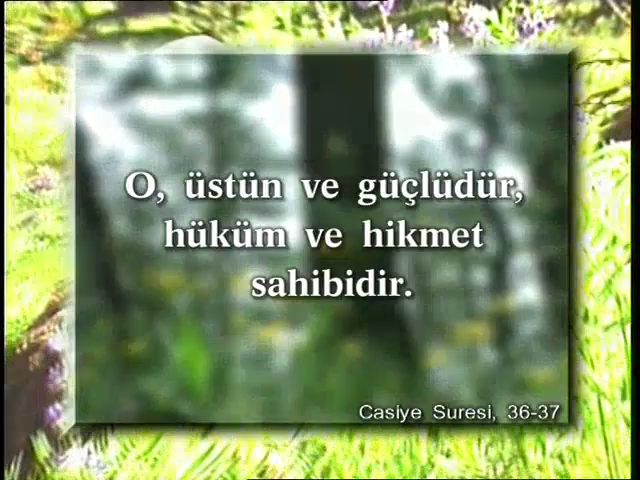 O, üstün ve güçlüdür,
hüküm ve hikmet
sahibidir.
Casiye Suresi, 36-37